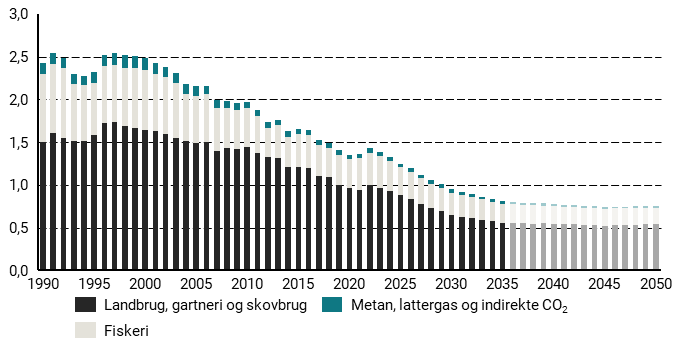 3,0
2,5
2,0
1,5
1,0
0,5
0,0
1990 1995 2000 2005 2010 2015 2020 2025 2030 2035 2040 2045 2050
Landbrug, gartneri og skovbrug Metan, lattergas og indirekte CO₂
Fiskeri